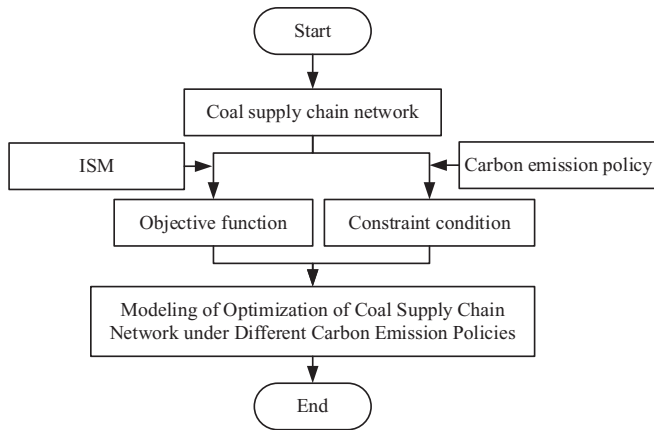 Start
Coal supply chain network
ISM
Carbon emission policy
Objective function
Constraint condition
Modeling of Optimization of Coal Supply Chain
Network under Different Carbon Emission Policies
End